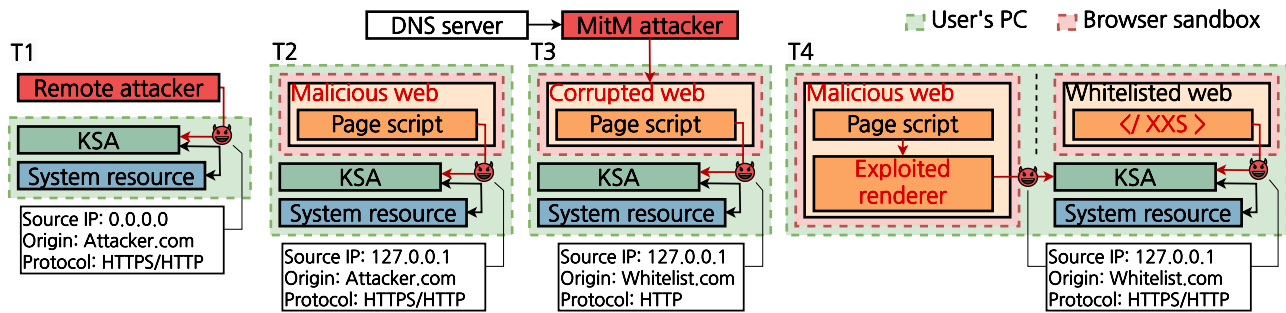 DNS server
MitM attacker
User's PC
Browser sandbox
T1
Remote attacker
KSA
System resource
Source IP: 0.0.0.0
Origin: Attacker.com
Protocol: HTTPS/HTTP
T2
Malicious web
Page script
KSA
System resource
Source IP: 127.0.0.1
Origin: Attacker.com
Protocol: HTTPS/HTTP
T3
Corrupted web
Page script
KSA
System resource
Source IP: 127.0.0.1
Origin: Whitelist.com
Protocol: HTTP
T4
Malicious web
Page script
Exploited
renderer
Whitelisted web
</ XXS >
KSA
System resource
Source IP: 127.0.0.1
Origin: Whitelist.com
Protocol: HTTPS/HTTP